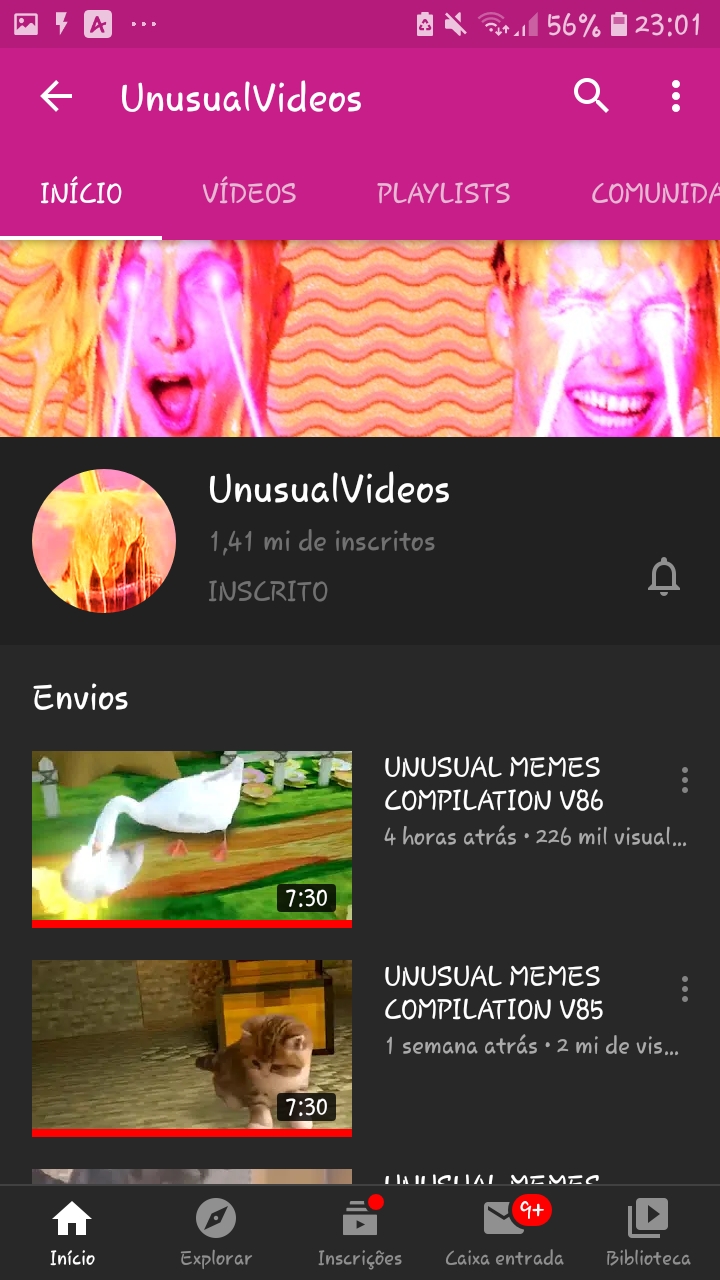 56% 23:01
UnusualVideos
INÍCIO VÍDEOS PLAYLISTS COMUNIDA
UnusualVideos
1,41 mi de inscritos
INSCRITO
Envios
UNUSUAL MEMES
COMPILATION V86
4 horas atrás • 226 mil visual...
7:30
UNUSUAL MEMES
COMPILATION V85
1 semana atrás • 2 mi de vis...
7:30
UNUSUAL MEMES
9+
Início Explorar Inscrições Caixa entrada Biblioteca